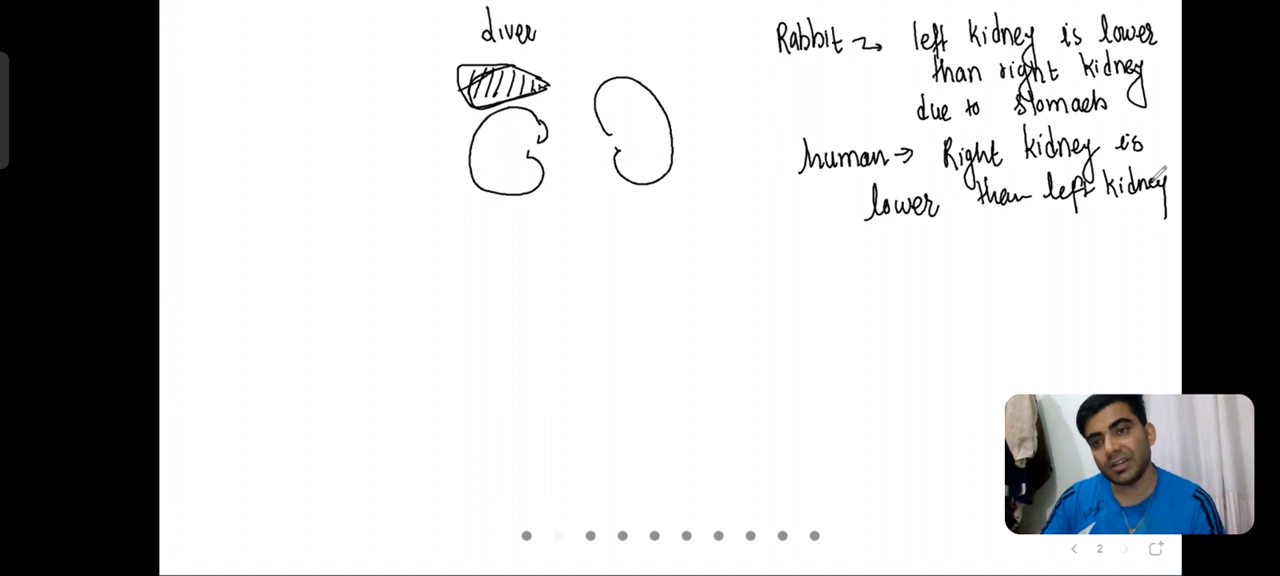 diver
Rabbit → left kidney is lower
than right kidney
due to stomach
human → Right kidney is
lower than left kidney
2